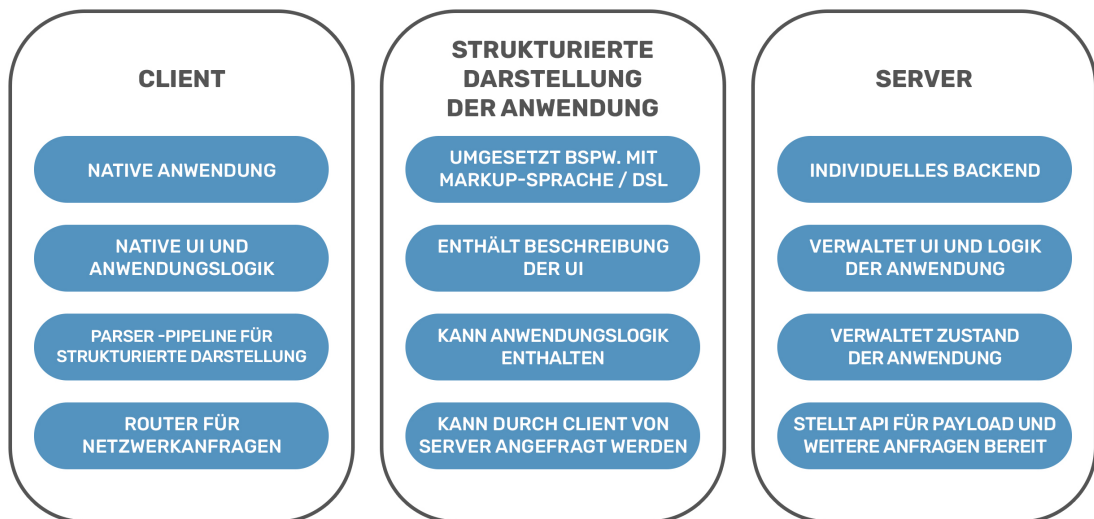 CLIENT
NATIVE ANWENDUNG
NATIVE UI UND
ANWENDUNGSLOGIK
PARSER -PIPELINE FÜR
STRUKTURIERTE DARSTELLUNG
ROUTER FÜR
NETZWERKANFRAGEN
STRUKTURIERTE
DARSTELLUNG
DER ANWENDUNG
UMGESETZT BSPW. MIT
MARKUP-SPRACHE / DSL
ENTHÄLT BESCHREIBUNG
DER UI
KANN ANWENDUNGSLOGIK
ENTHALTEN
KANN DURCH CLIENT VON
SERVER ANGEFRAGT WERDEN
SERVER
INDIVIDUELLES BACKEND
VERWALTET UI UND LOGIK
DER ANWENDUNG
VERWALTET ZUSTAND
DER ANWENDUNG
STELLT API FÜR PAYLOAD UND
WEITERE ANFRAGEN BEREIT